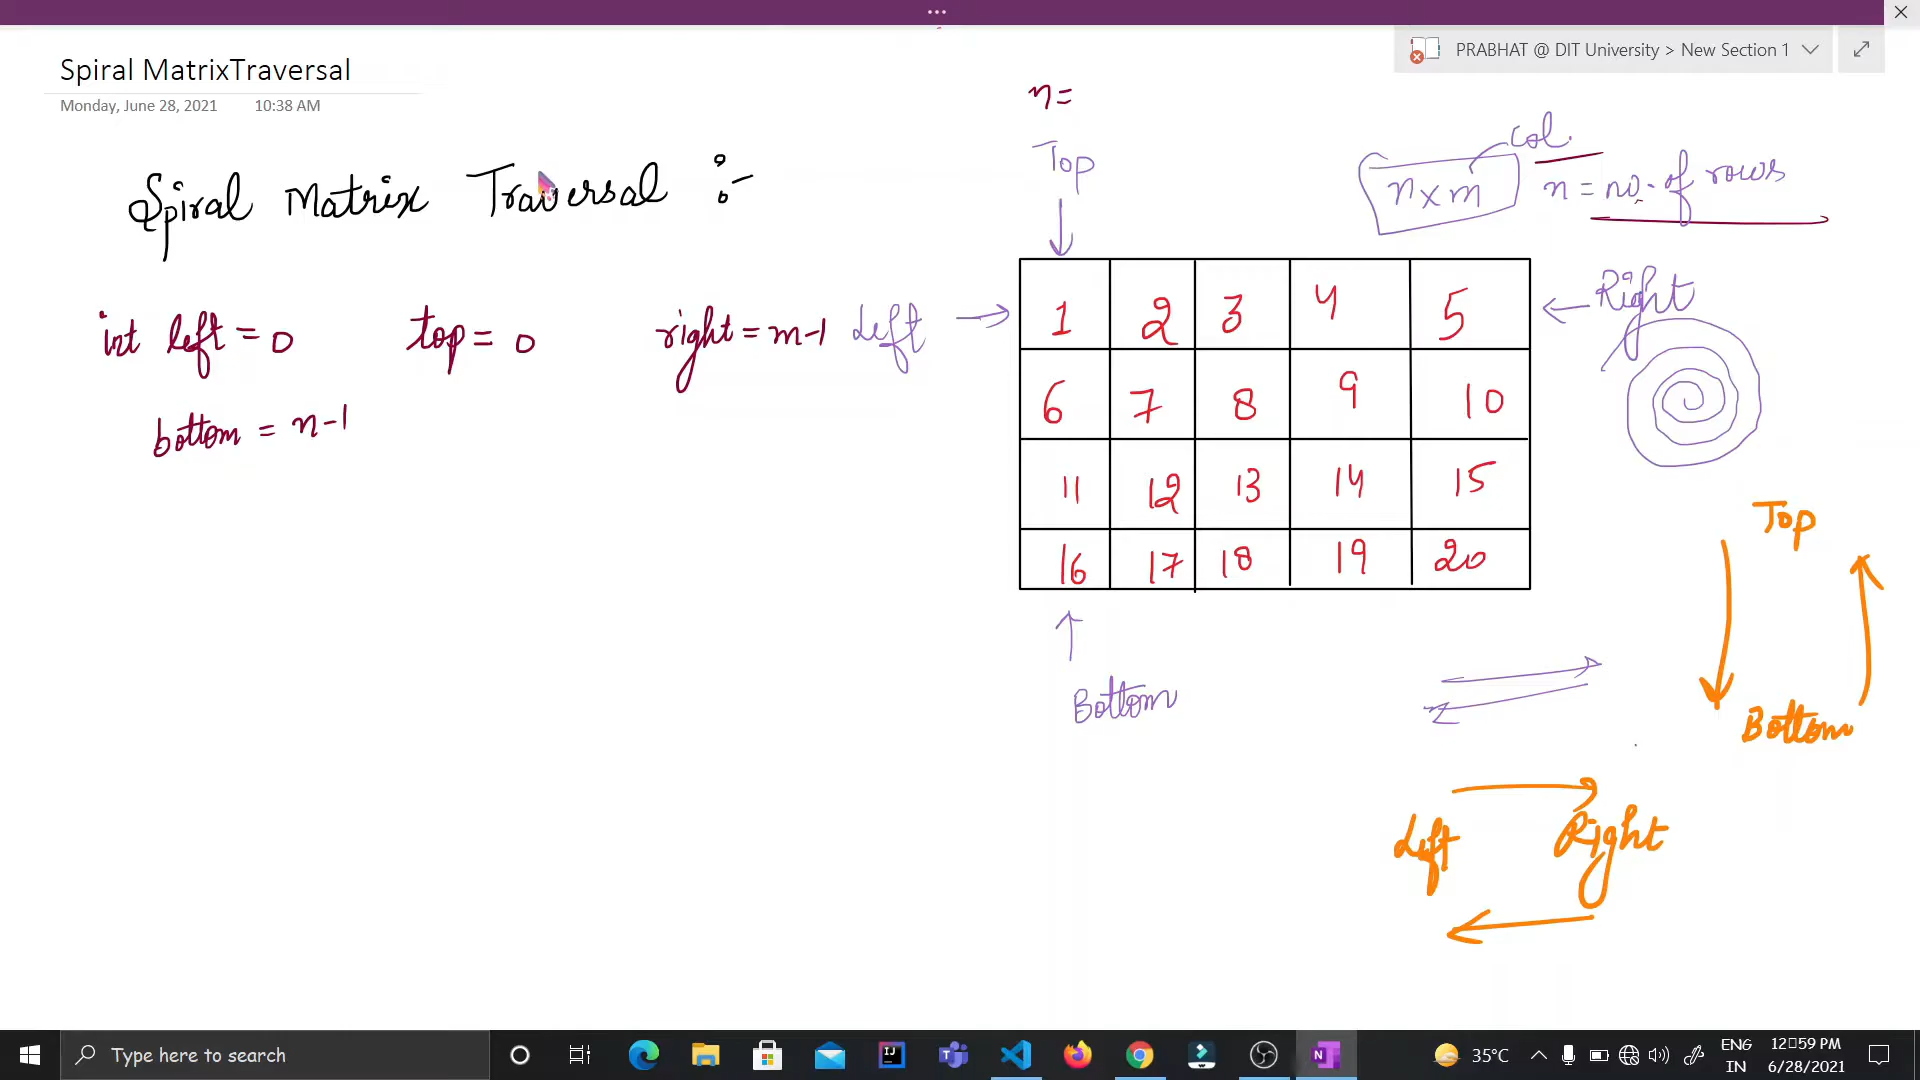 Spiral MatrixTraversal
Monday, June 28, 2021 10:38 AM
PRABHAT @ DIT University > New Section 1
n=
Top
col.
n x m n = no. of rows
Spiral Matrix Traversal :-
int left = 0 top = 0 right = m-1
bottom = n-1
Left
Right
1 2 3 4 5
6 7 8 9 10
11 12 13 14 15
16 17 18 19 20
Bottom
Top
Bottom
Left Right
Type here to search
35°C
ENG
IN
12:59 PM
6/28/2021